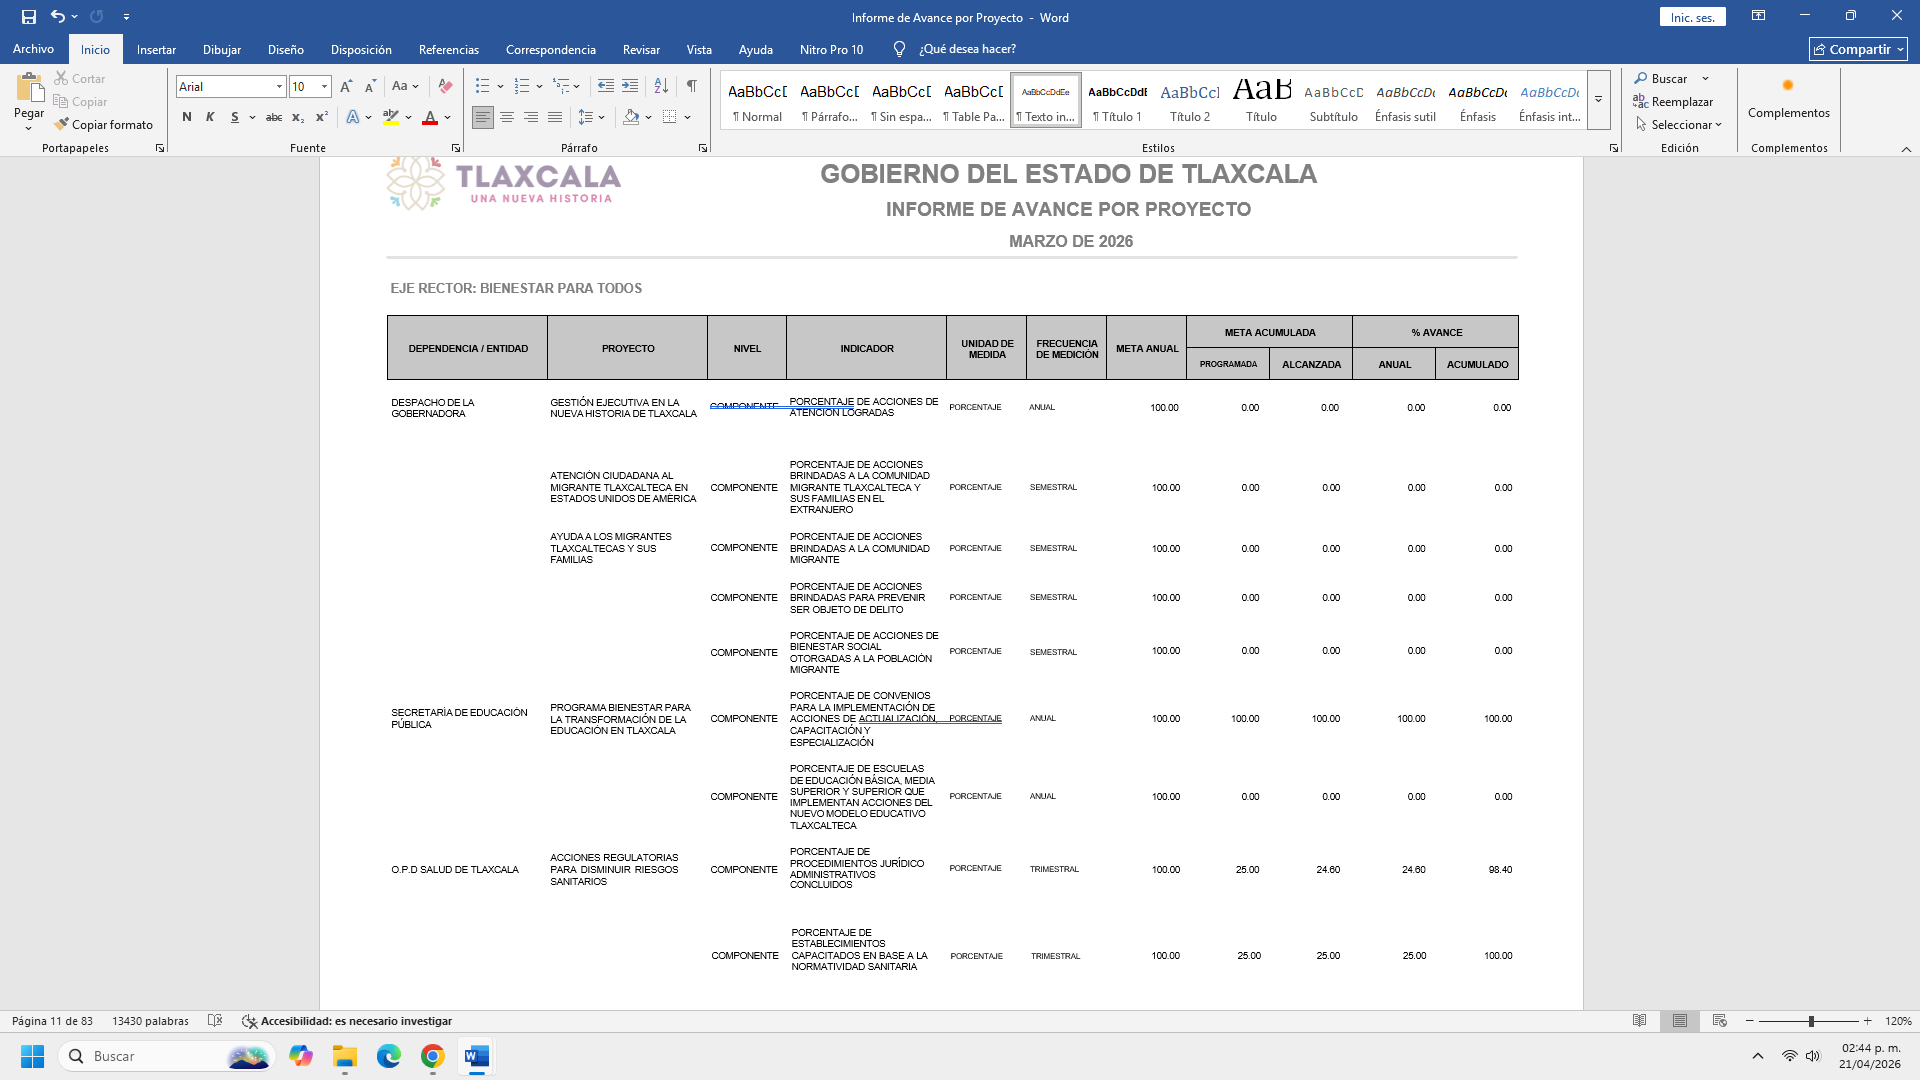 Informe de Avance por Proyecto - Word
Inic. ses.
Archivo Inicio Insertar Dibujar Diseño Disposición Referencias Correspondencia Revisar Vista Ayuda Nitro Pro 10 ¿Qué desea hacer? Compartir
Pegar
Cortar
Copiar
Copiar formato
Portapapeles
Arial 10
N K S abc x₂ x²
Fuente
Párrafo
AaBbCcI AaBbCcI AaBbCcI AaBbCcI AaBbCcDdEe AaBbCcDdE AaBbCcI AaB AaBbCcD AaBbCcDc AaBbCcDc AaBbCcDc
¶ Normal ¶ Párrafo... ¶ Sin espa... ¶ Table Pa... ¶ Texto in... ¶ Título 1 Título 2 Título Subtítulo Énfasis sutil Énfasis Énfasis int...
Estilos
Buscar
Reemplazar
Seleccionar
Edición
Complementos
Complementos
TLAXCALA
UNA NUEVA HISTORIA
GOBIERNO DEL ESTADO DE TLAXCALA
INFORME DE AVANCE POR PROYECTO
MARZO DE 2026
EJE RECTOR: BIENESTAR PARA TODOS
DEPENDENCIA / ENTIDAD PROYECTO NIVEL INDICADOR UNIDAD DE MEDIDA FRECUENCIA DE MEDICIÓN META ANUAL META ACUMULADA % AVANCE
PROGRAMADA ALCANZADA ANUAL ACUMULADO
DESPACHO DE LA GOBERNADORA GESTIÓN EJECUTIVA EN LA NUEVA HISTORIA DE TLAXCALA COMPONENTE PORCENTAJE DE ACCIONES DE ATENCIÓN LOGRADAS PORCENTAJE ANUAL 100.00 0.00 0.00 0.00 0.00
ATENCIÓN CIUDADANA AL MIGRANTE TLAXCALTECA EN ESTADOS UNIDOS DE AMÉRICA COMPONENTE PORCENTAJE DE ACCIONES BRINDADAS A LA COMUNIDAD MIGRANTE TLAXCALTECA Y SUS FAMILIAS EN EL EXTRANJERO PORCENTAJE SEMESTRAL 100.00 0.00 0.00 0.00 0.00
AYUDA A LOS MIGRANTES TLAXCALTECAS Y SUS FAMILIAS COMPONENTE PORCENTAJE DE ACCIONES BRINDADAS A LA COMUNIDAD MIGRANTE PORCENTAJE SEMESTRAL 100.00 0.00 0.00 0.00 0.00
COMPONENTE PORCENTAJE DE ACCIONES BRINDADAS PARA PREVENIR SER OBJETO DE DELITO PORCENTAJE SEMESTRAL 100.00 0.00 0.00 0.00 0.00
COMPONENTE PORCENTAJE DE ACCIONES DE BIENESTAR SOCIAL OTORGADAS A LA POBLACIÓN MIGRANTE PORCENTAJE SEMESTRAL 100.00 0.00 0.00 0.00 0.00
SECRETARÍA DE EDUCACIÓN PÚBLICA PROGRAMA BIENESTAR PARA LA TRANSFORMACIÓN DE LA EDUCACIÓN EN TLAXCALA COMPONENTE PORCENTAJE DE CONVENIOS PARA LA IMPLEMENTACIÓN DE ACCIONES DE ACTUALIZACIÓN, CAPACITACIÓN Y ESPECIALIZACIÓN PORCENTAJE ANUAL 100.00 100.00 100.00 100.00 100.00
COMPONENTE PORCENTAJE DE ESCUELAS DE EDUCACIÓN BÁSICA, MEDIA SUPERIOR Y SUPERIOR QUE IMPLEMENTAN ACCIONES DEL NUEVO MODELO EDUCATIVO TLAXCALTECA PORCENTAJE ANUAL 100.00 0.00 0.00 0.00 0.00
O.P.D SALUD DE TLAXCALA ACCIONES REGULATORIAS PARA DISMINUIR RIESGOS SANITARIOS COMPONENTE PORCENTAJE DE PROCEDIMIENTOS JURÍDICO ADMINISTRATIVOS CONCLUIDOS PORCENTAJE TRIMESTRAL 100.00 25.00 24.60 24.60 98.40
COMPONENTE PORCENTAJE DE ESTABLECIMIENTOS CAPACITADOS EN BASE A LA NORMATIVIDAD SANITARIA PORCENTAJE TRIMESTRAL 100.00 25.00 25.00 25.00 100.00
Página 11 de 83 13430 palabras Accesibilidad: es necesario investigar 120%
Buscar
02:44 p. m.
21/04/2026